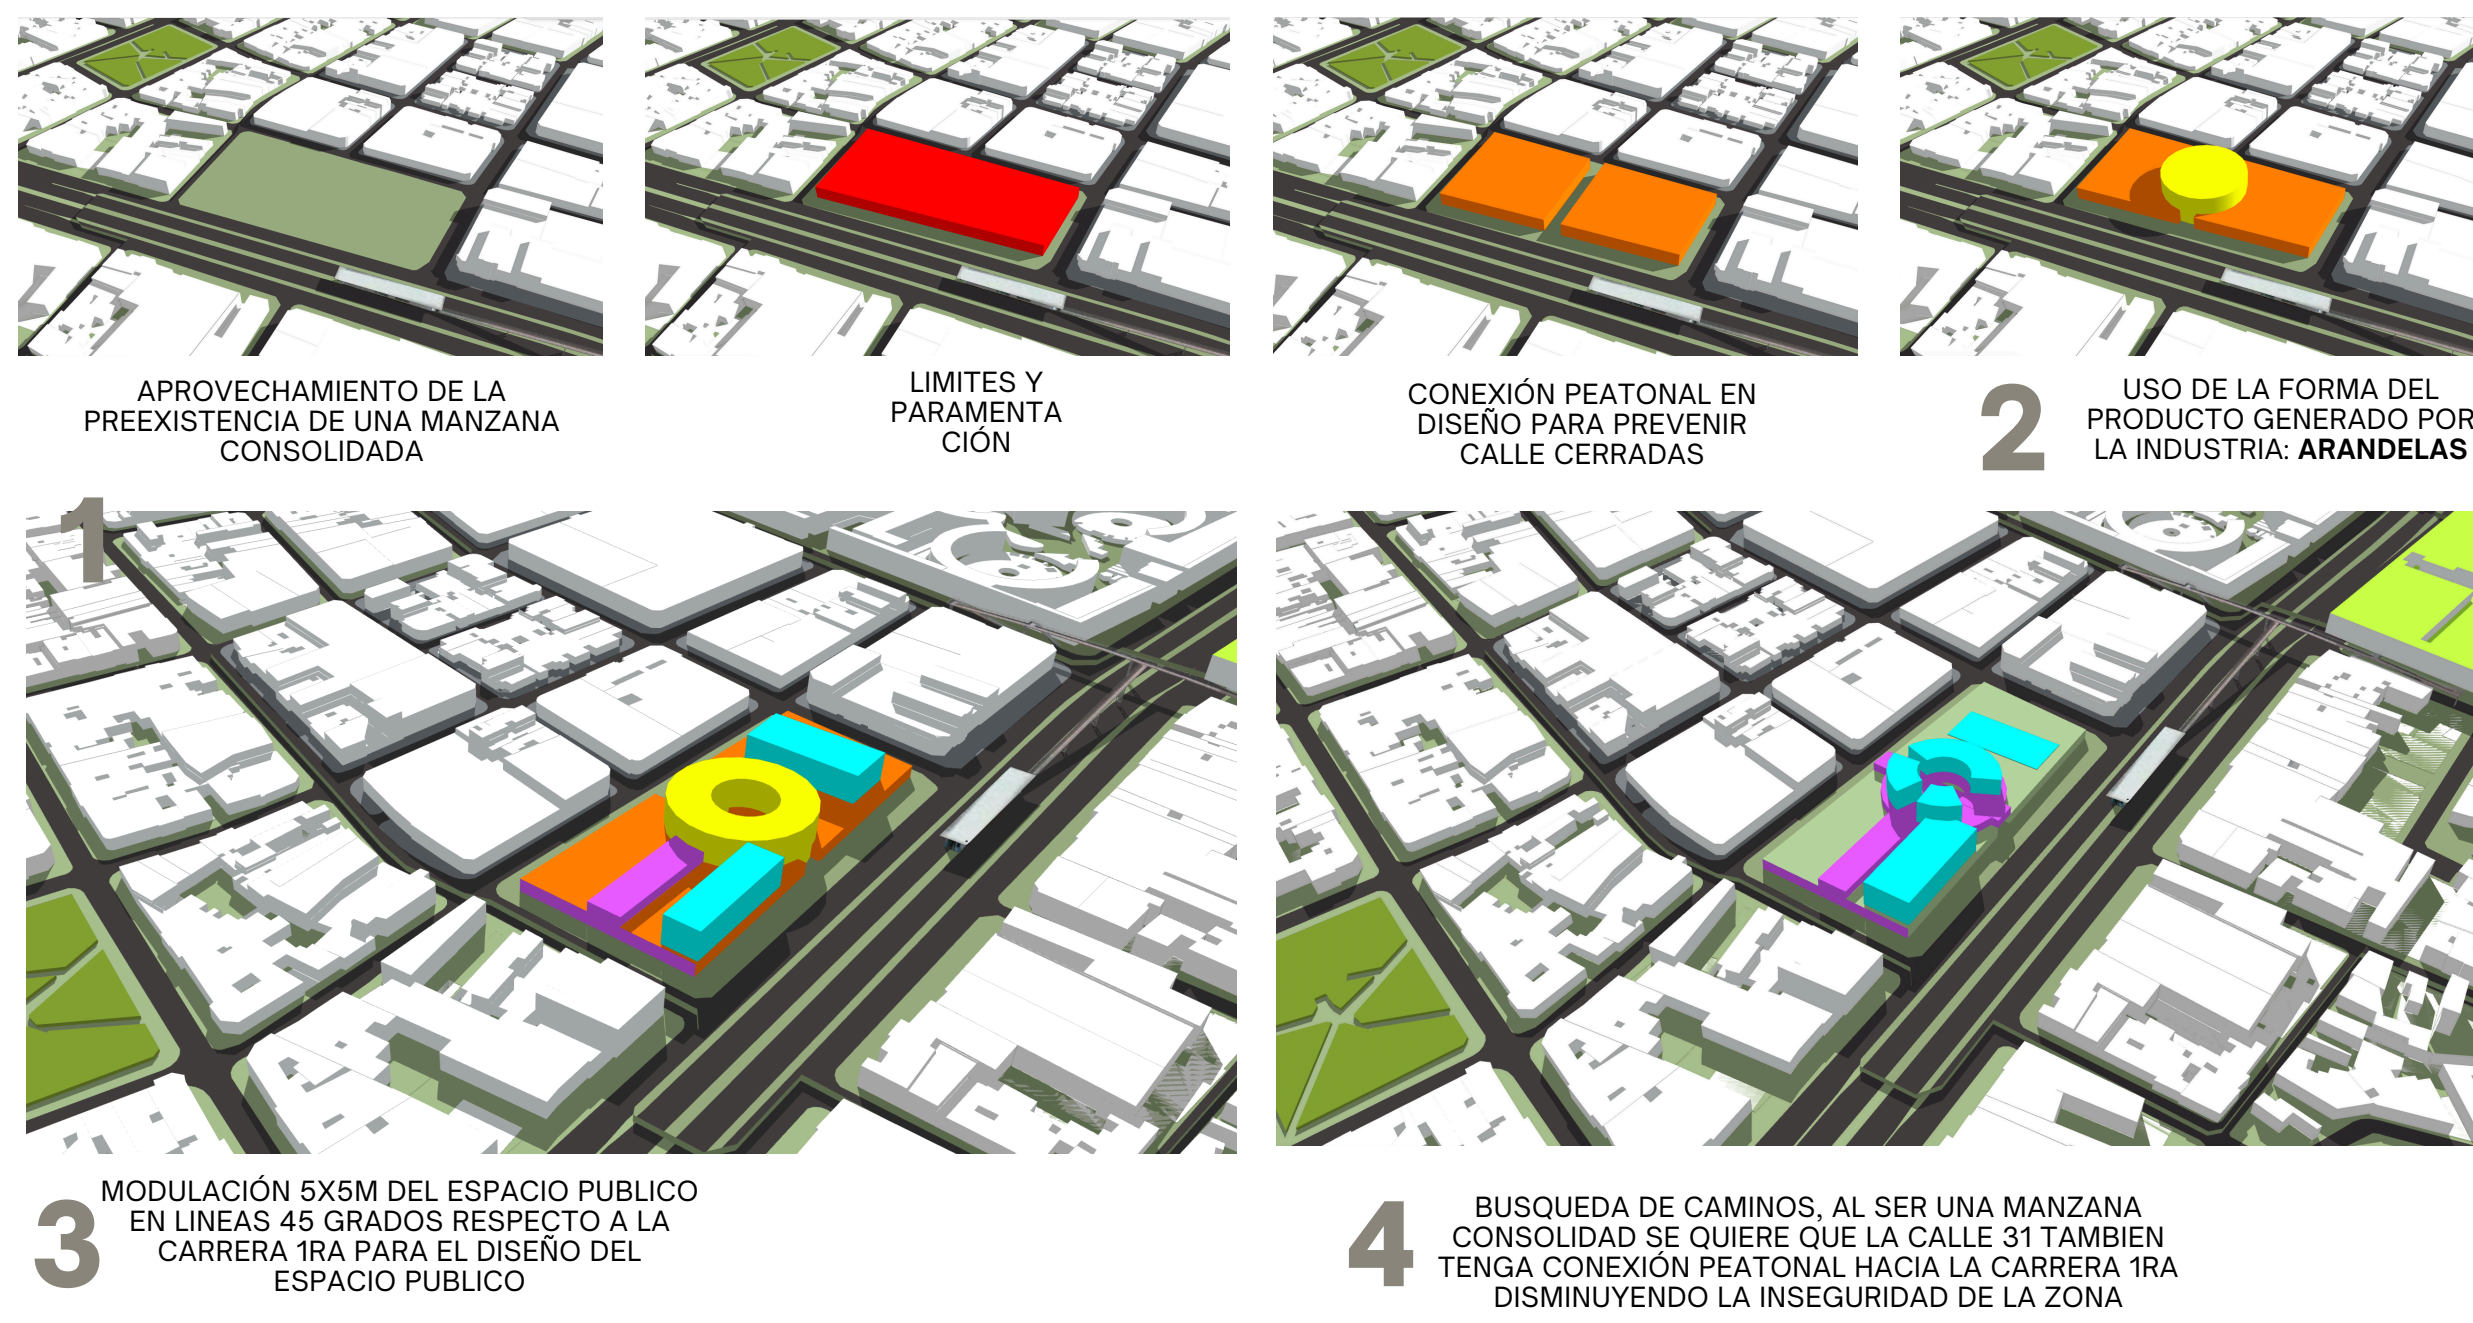 APROVECHAMIENTO DE LA
PREEXISTENCIA DE UNA MANZANA
CONSOLIDADA
LIMITES Y
PARAMENTA
CIÓN
CONEXIÓN PEATONAL EN
DISEÑO PARA PREVENIR
CALLE CERRADAS
2
USO DE LA FORMA DEL
PRODUCTO GENERADO POR
LA INDUSTRIA: ARANDELAS
1
3
MODULACIÓN 5X5M DEL ESPACIO PUBLICO
EN LINEAS 45 GRADOS RESPECTO A LA
CARRERA 1RA PARA EL DISEÑO DEL
ESPACIO PUBLICO
4
BUSQUEDA DE CAMINOS, AL SER UNA MANZANA
CONSOLIDAD SE QUIERE QUE LA CALLE 31 TAMBIEN
TENGA CONEXIÓN PEATONAL HACIA LA CARRERA 1RA
DISMINUYENDO LA INSEGURIDAD DE LA ZONA